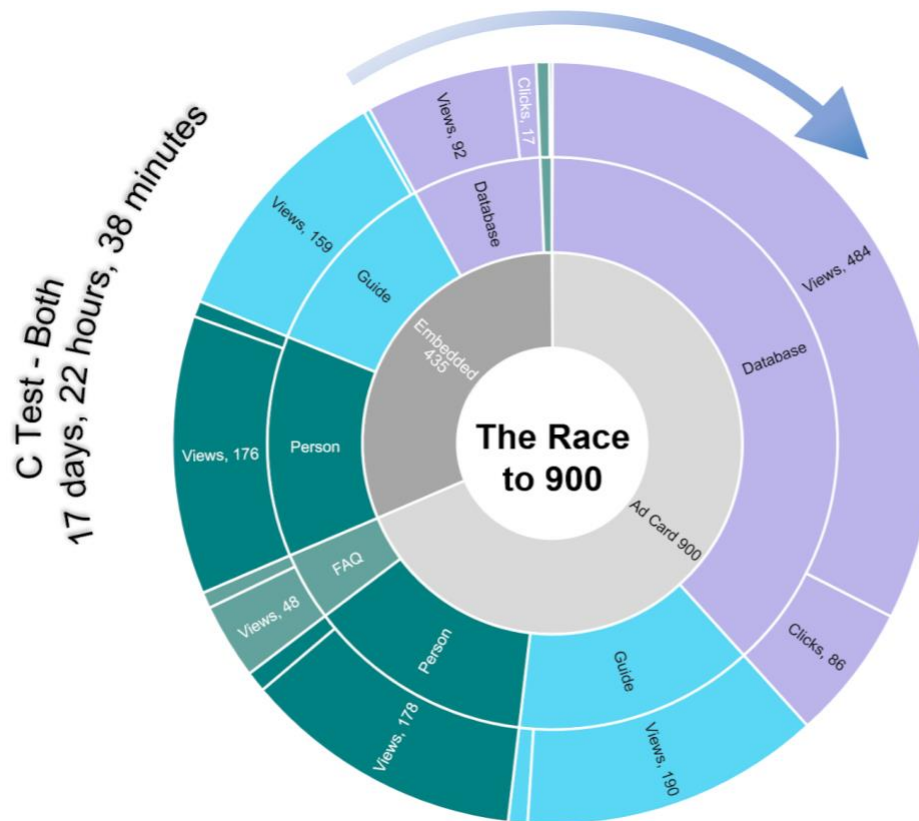 C Test - Both
17 days, 22 hours, 38 minutes
The Race
to 900
Ad Card 900
Database
Views, 484
Clicks, 86
Guide
Views, 190
Person
Views, 178
FAQ
Views, 48
Embedded
435
Person
Views, 176
Guide
Views, 159
Database
Views, 92
Clicks, 17